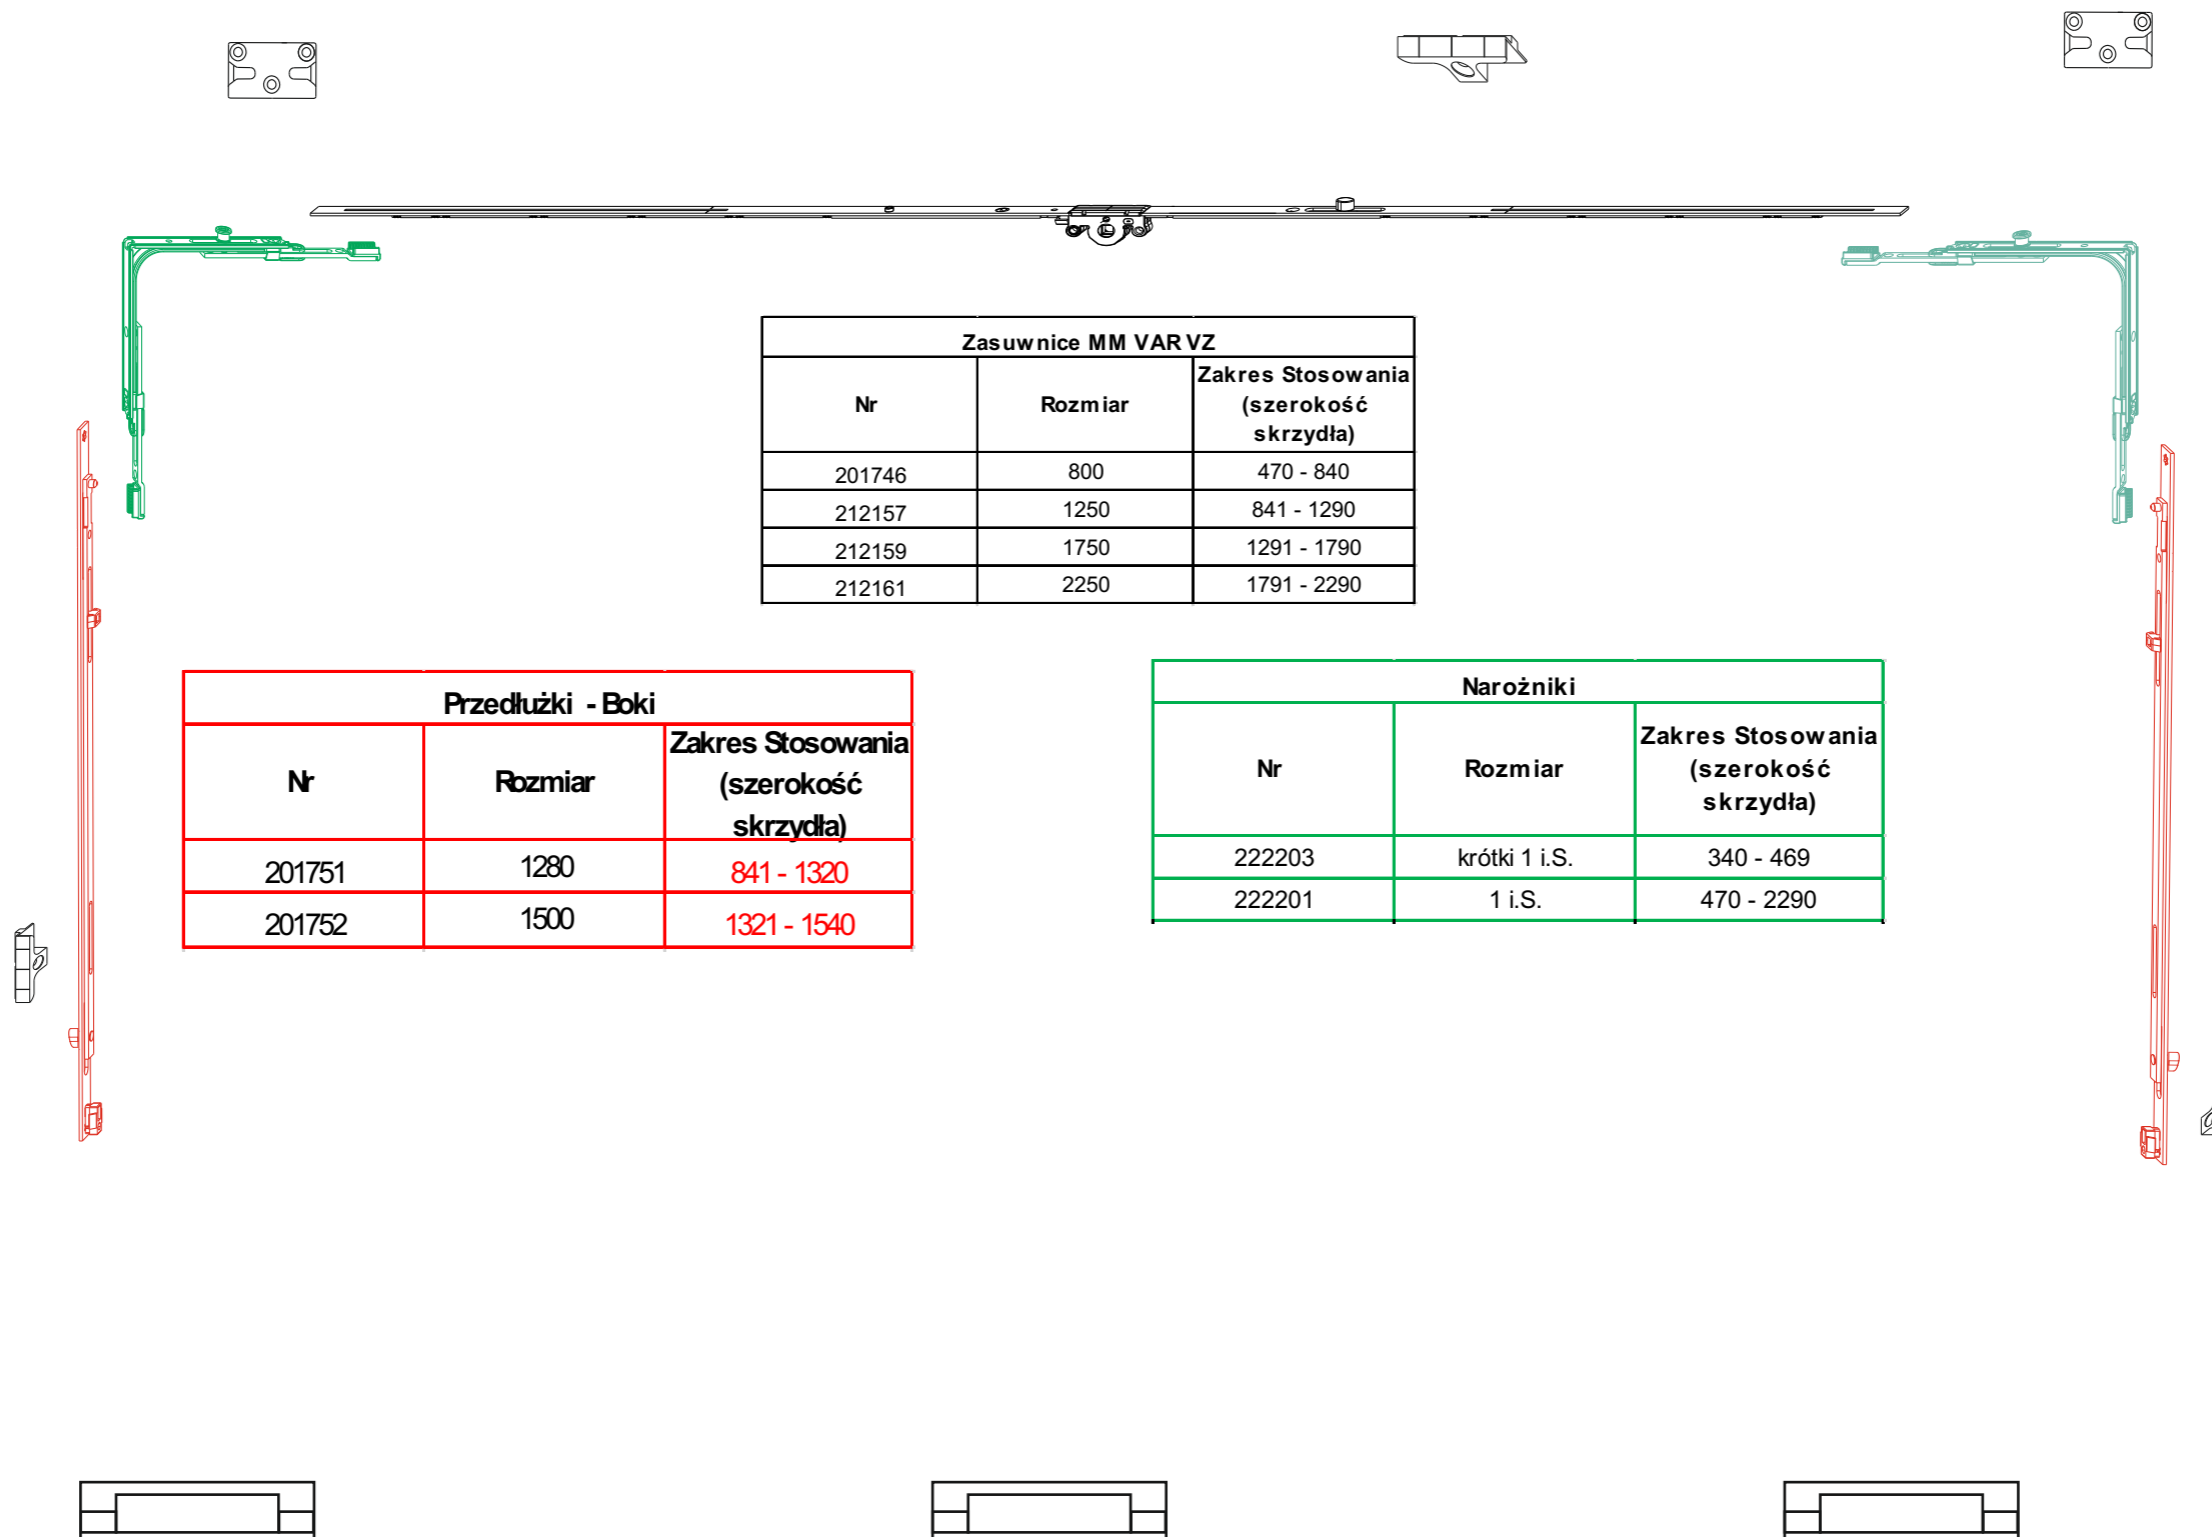 Zasuwnice MM VAR VZ
Nr Rozmiar Zakres Stosowania
(szerokość
skrzydła)
201746 800 470 - 840
212157 1250 841 - 1290
212159 1750 1291 - 1790
212161 2250 1791 - 2290
Przedłużki - Boki
Nr Rozmiar Zakres Stosowania
(szerokość
skrzydła)
201751 1280 841 - 1320
201752 1500 1321 - 1540
Narożniki
Nr Rozmiar Zakres Stosowania
(szerokość
skrzydła)
222203 krótki 1 i.S. 340 - 469
222201 1 i.S. 470 - 2290